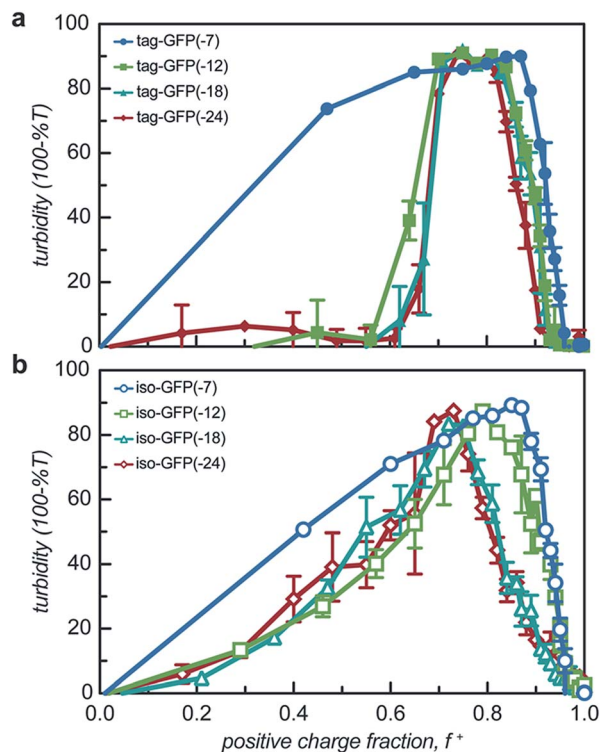 a
100
80
60
40
20
0
turbidity (100-%T)
tag-GFP(-7)
tag-GFP(-12)
tag-GFP(-18)
tag-GFP(-24)
b
100
80
60
40
20
0
turbidity (100-%T)
iso-GFP(-7)
iso-GFP(-12)
iso-GFP(-18)
iso-GFP(-24)
0.0 0.2 0.4 0.6 0.8 1.0
positive charge fraction, f +